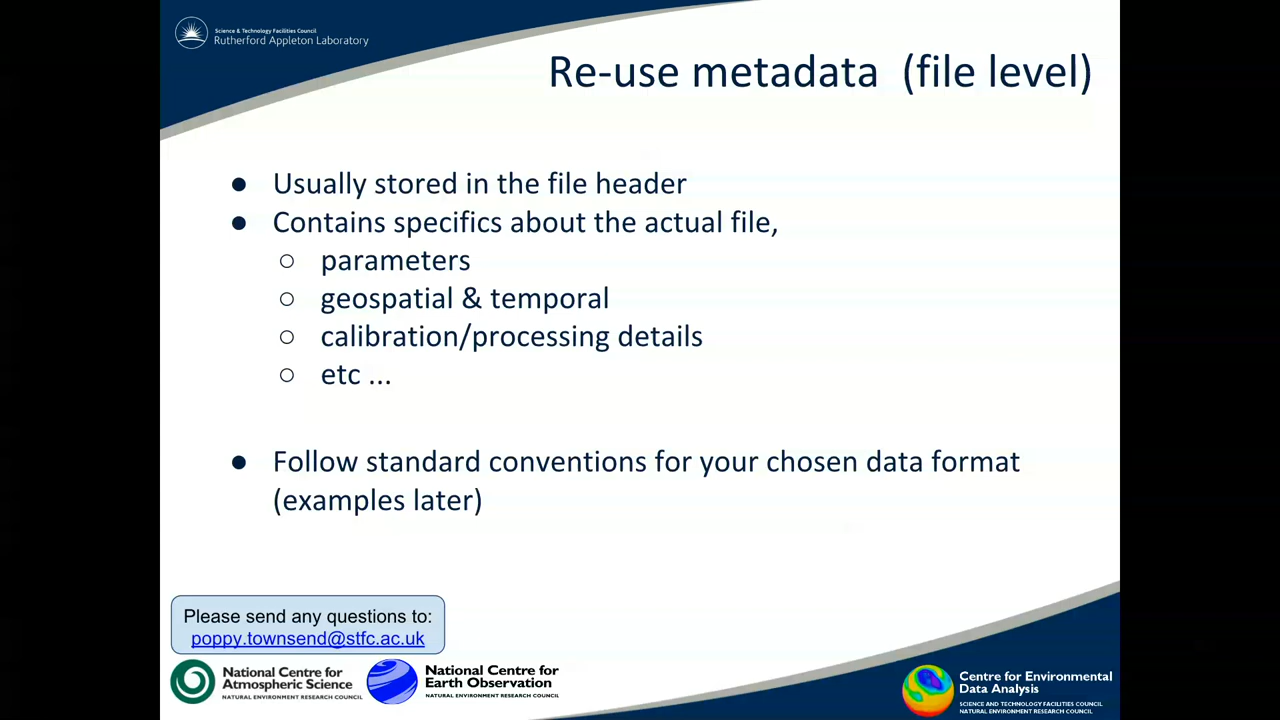 Science & Technology Facilities Council
Rutherford Appleton Laboratory
Re-use metadata (file level)
● Usually stored in the file header
● Contains specifics about the actual file,
○ parameters
○ geospatial & temporal
○ calibration/processing details
○ etc ...
● Follow standard conventions for your chosen data format
(examples later)
Please send any questions to:
poppy.townsend@stfc.ac.uk
National Centre for
Atmospheric Science
NATURAL ENVIRONMENT RESEARCH COUNCIL
National Centre for
Earth Observation
NATURAL ENVIRONMENT RESEARCH COUNCIL
Centre for Environmental
Data Analysis
SCIENCE AND TECHNOLOGY FACILITIES COUNCIL
NATURAL ENVIRONMENT RESEARCH COUNCIL